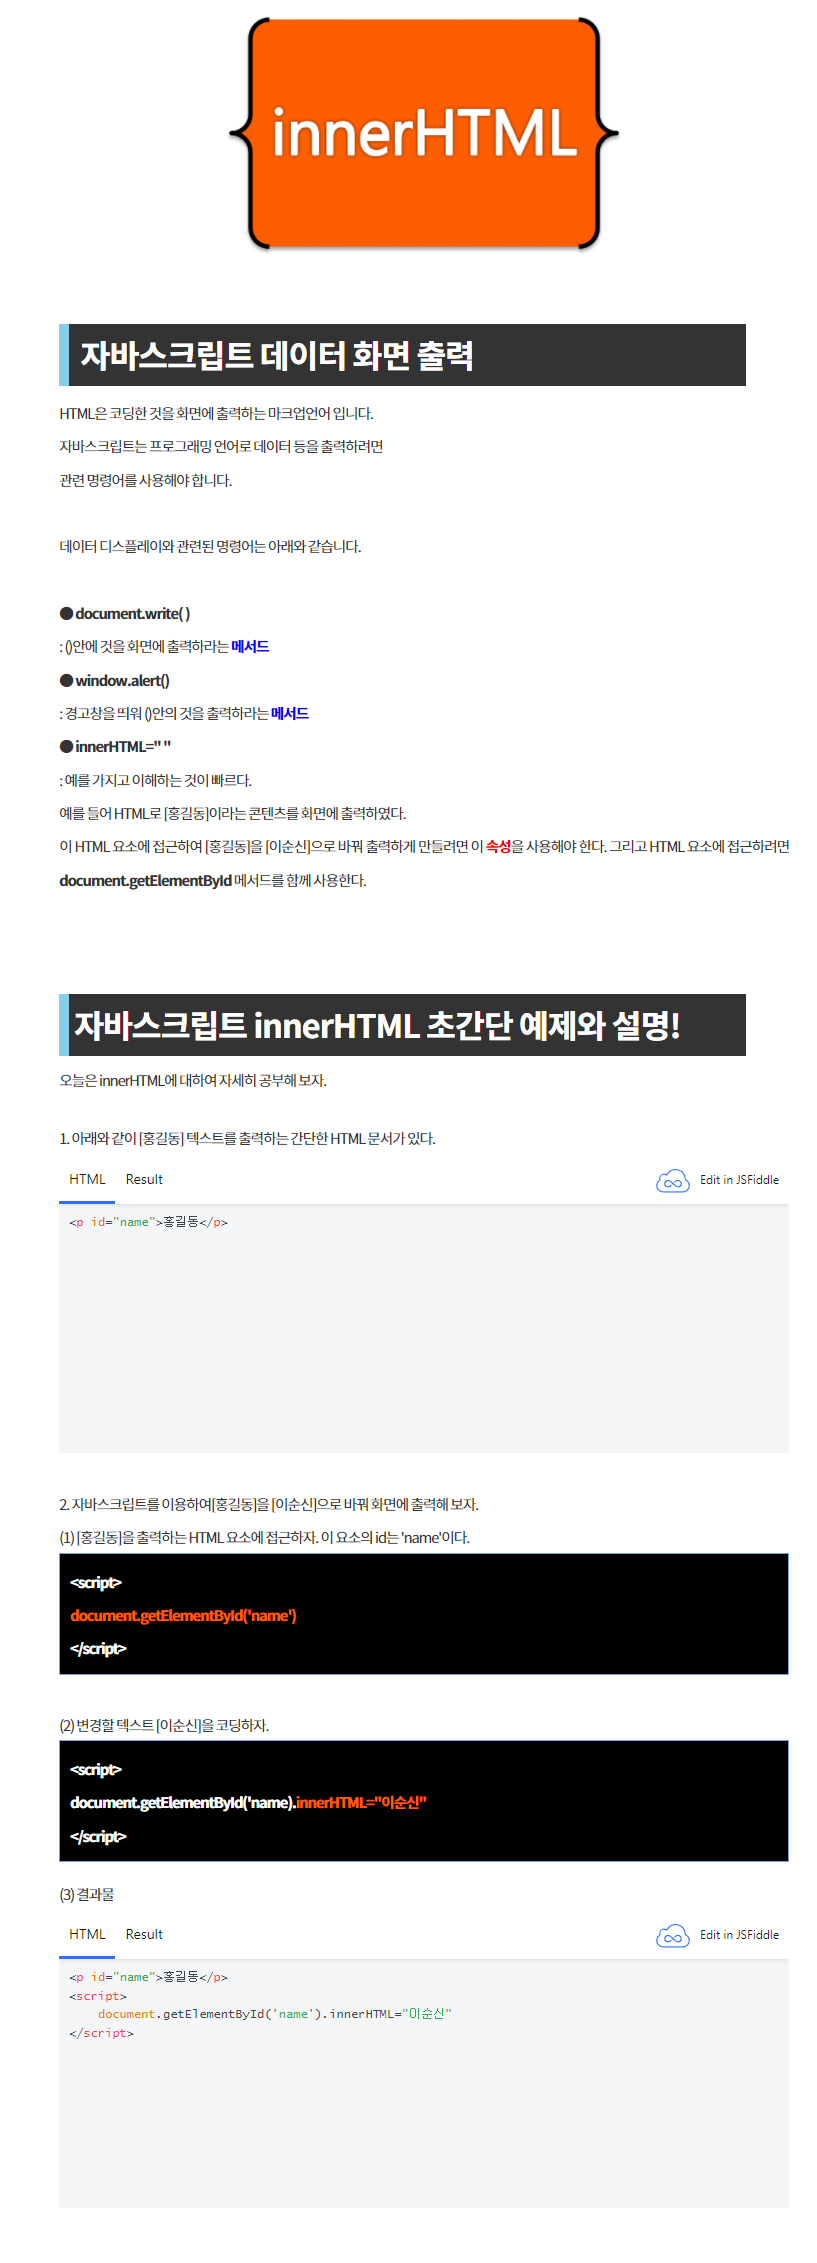 innerHTML
자바스크립트 데이터 화면 출력
HTML은 코딩한 것을 화면에 출력하는 마크업언어 입니다.
자바스크립트는 프로그래밍 언어로 데이터 등을 출력하려면
관련 명령어를 사용해야 합니다.
데이터 디스플레이와 관련된 명령어는 아래와 같습니다.
● document.write( )
: ()안에 것을 화면에 출력하라는 메서드
● window.alert()
: 경고창을 띄워 ()안의 것을 출력하라는 메서드
● innerHTML=" "
: 예를 가지고 이해하는 것이 빠르다.
예를 들어 HTML로 [홍길동]이라는 콘텐츠를 화면에 출력하였다.
이 HTML 요소에 접근하여 [홍길동]을 [이순신]으로 바꿔 출력하게 만들려면 이 속성을 사용해야 한다. 그리고 HTML 요소에 접근하려면
document.getElementById 메서드를 함께 사용한다.
자바스크립트 innerHTML 초간단 예제와 설명!
오늘은 innerHTML에 대하여 자세히 공부해 보자.
1. 아래와 같이 [홍길동] 텍스트를 출력하는 간단한 HTML 문서가 있다.
HTML Result Edit in JSFiddle
<p id="name">홍길동</p>
2. 자바스크립트를 이용하여[홍길동]을 [이순신]으로 바꿔 화면에 출력해 보자.
(1) [홍길동]을 출력하는 HTML 요소에 접근하자. 이 요소의 id는 'name'이다.
<script>
document.getElementById('name')
</script>
(2) 변경할 텍스트 [이순신]을 코딩하자.
<script>
document.getElementById('name).innerHTML="이순신"
</script>
(3) 결과물
HTML Result Edit in JSFiddle
<p id="name">홍길동</p>
<script>
document.getElementById('name').innerHTML="이순신"
</script>